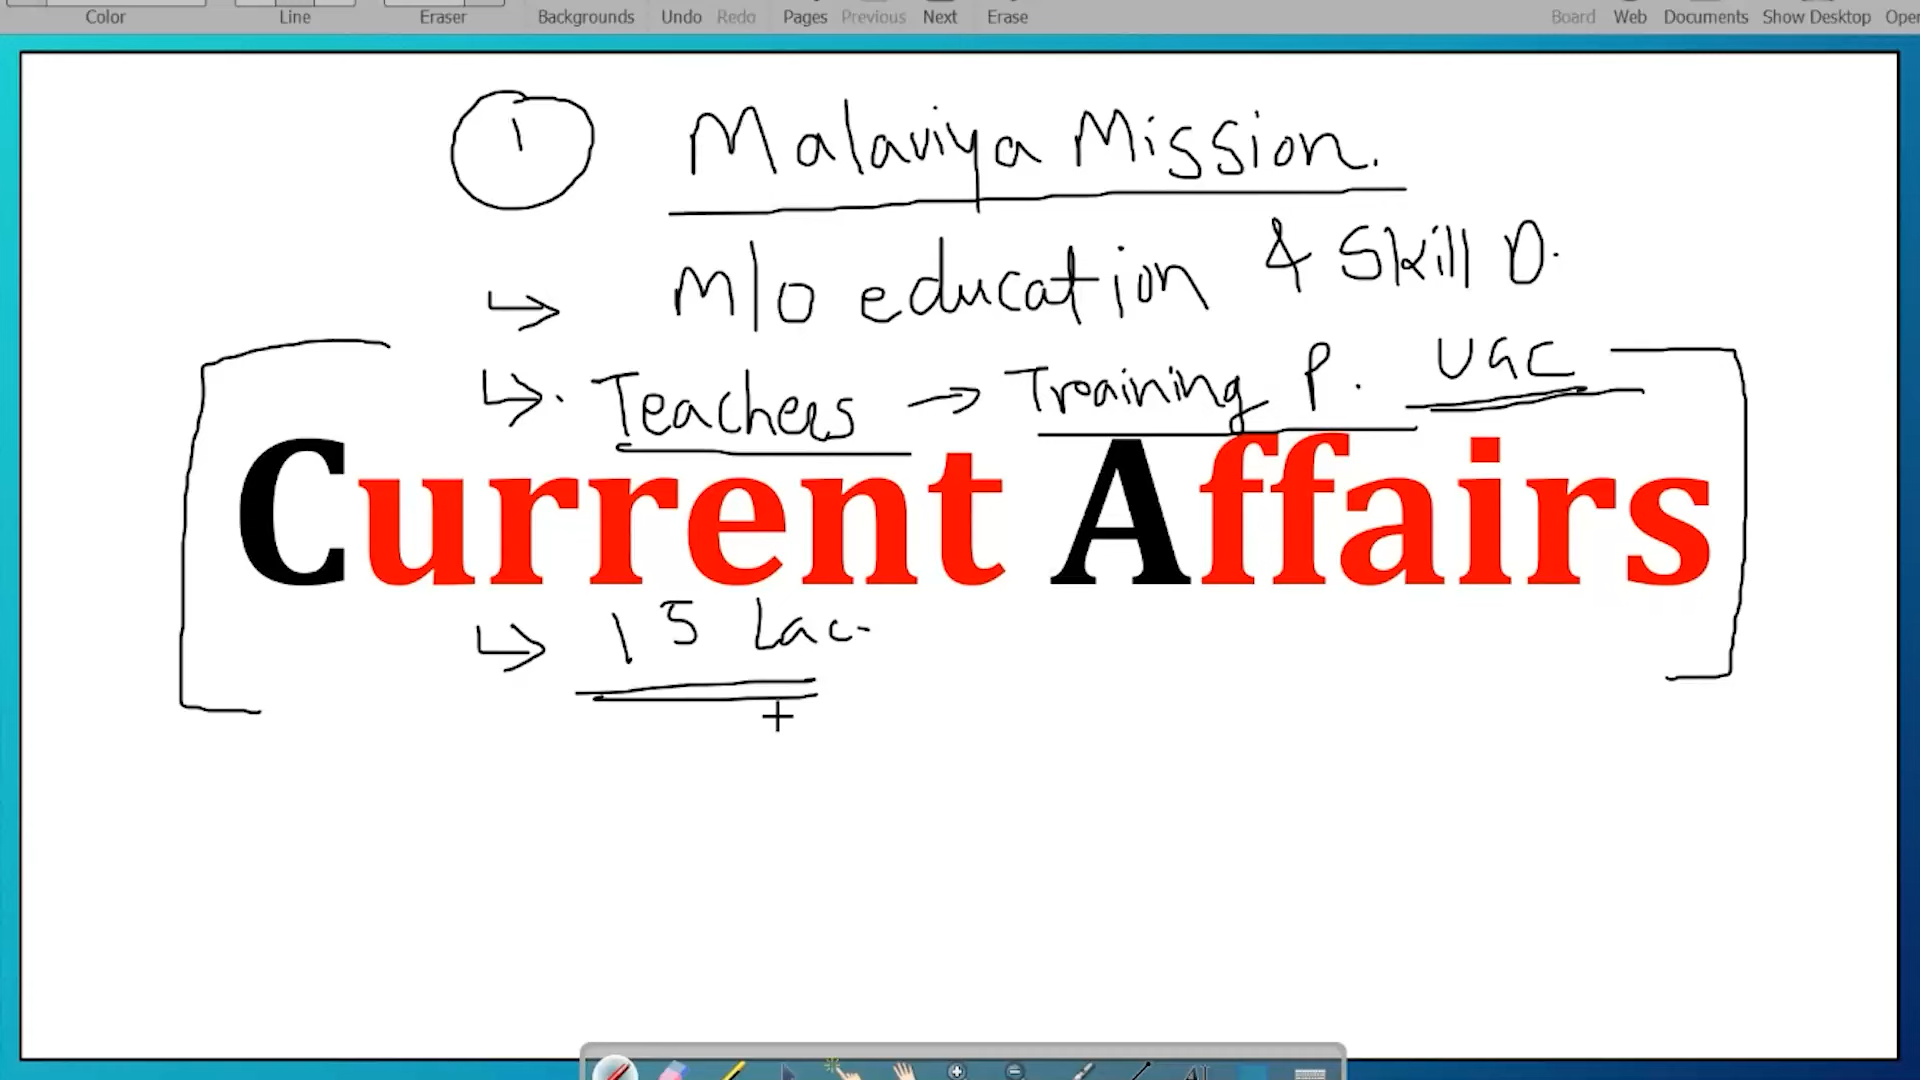 Color Line Eraser Backgrounds Undo Redo Pages Previous Next Erase Board Web Documents Show Desktop Open
1 Malaviya Mission.
M/o education & Skill D.
Teachers → Training P. UGC
Current Affairs
15 Lac.